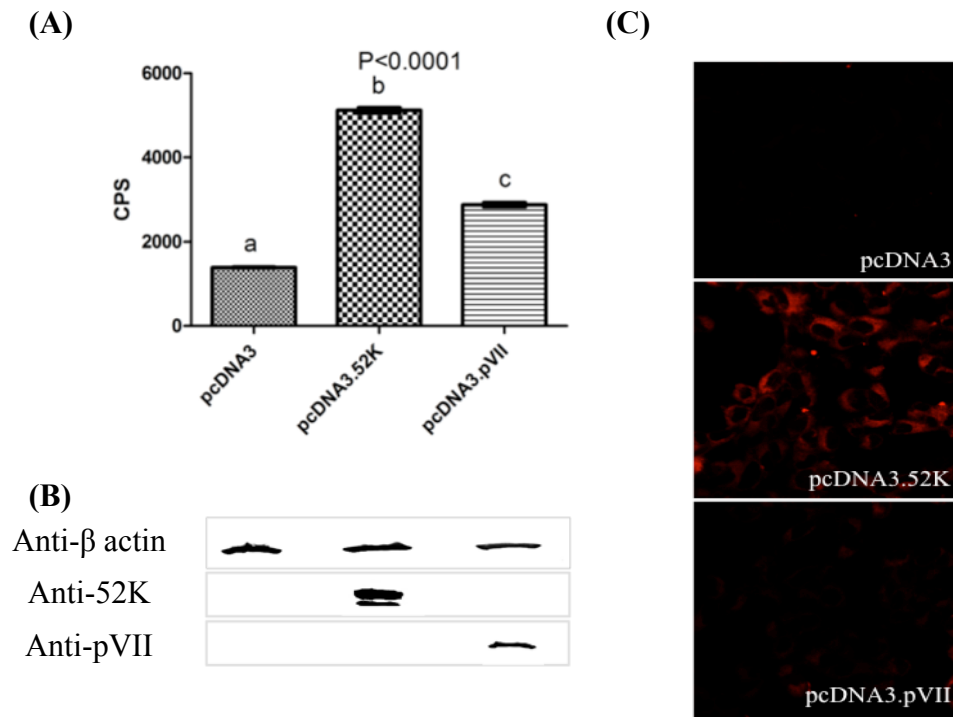 (A)
P<0.0001
6000
4000
2000
0
CPS
a
b
c
pcDNA3
pcDNA3.52K
pcDNA3.pVII
(B)
Anti-β actin
Anti-52K
Anti-pVII
(C)
pcDNA3
pcDNA3.52K
pcDNA3.pVII